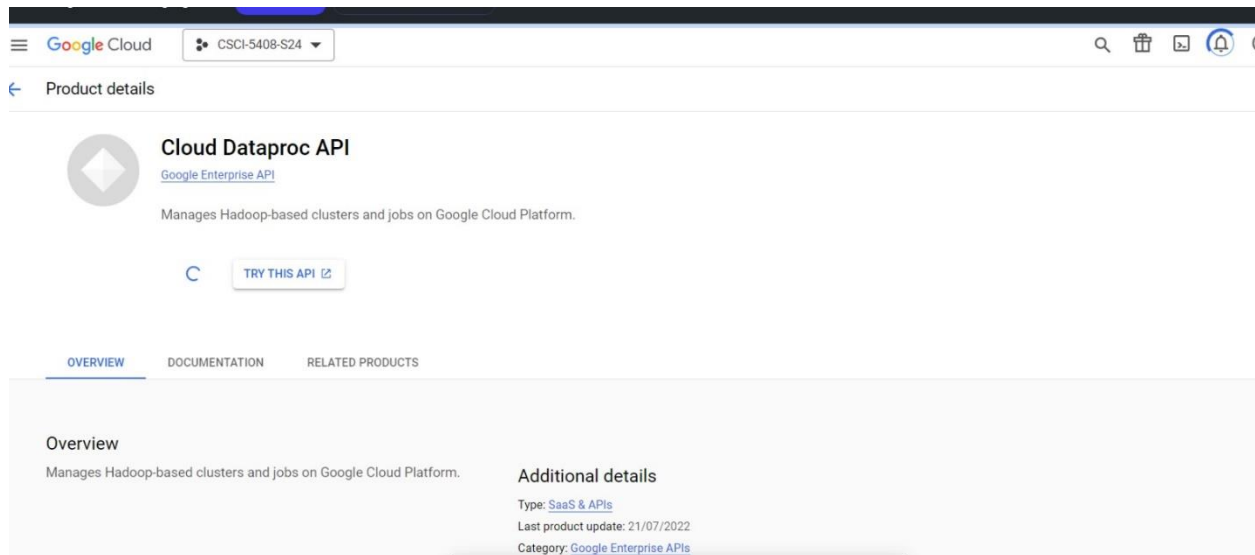 Google Cloud
CSCI-5408-S24
Product details
Cloud Dataproc API
Google Enterprise API
Manages Hadoop-based clusters and jobs on Google Cloud Platform.
TRY THIS API
OVERVIEW DOCUMENTATION RELATED PRODUCTS
Overview
Manages Hadoop-based clusters and jobs on Google Cloud Platform.
Additional details
Type: SaaS & APIs
Last product update: 21/07/2022
Category: Google Enterprise APIs